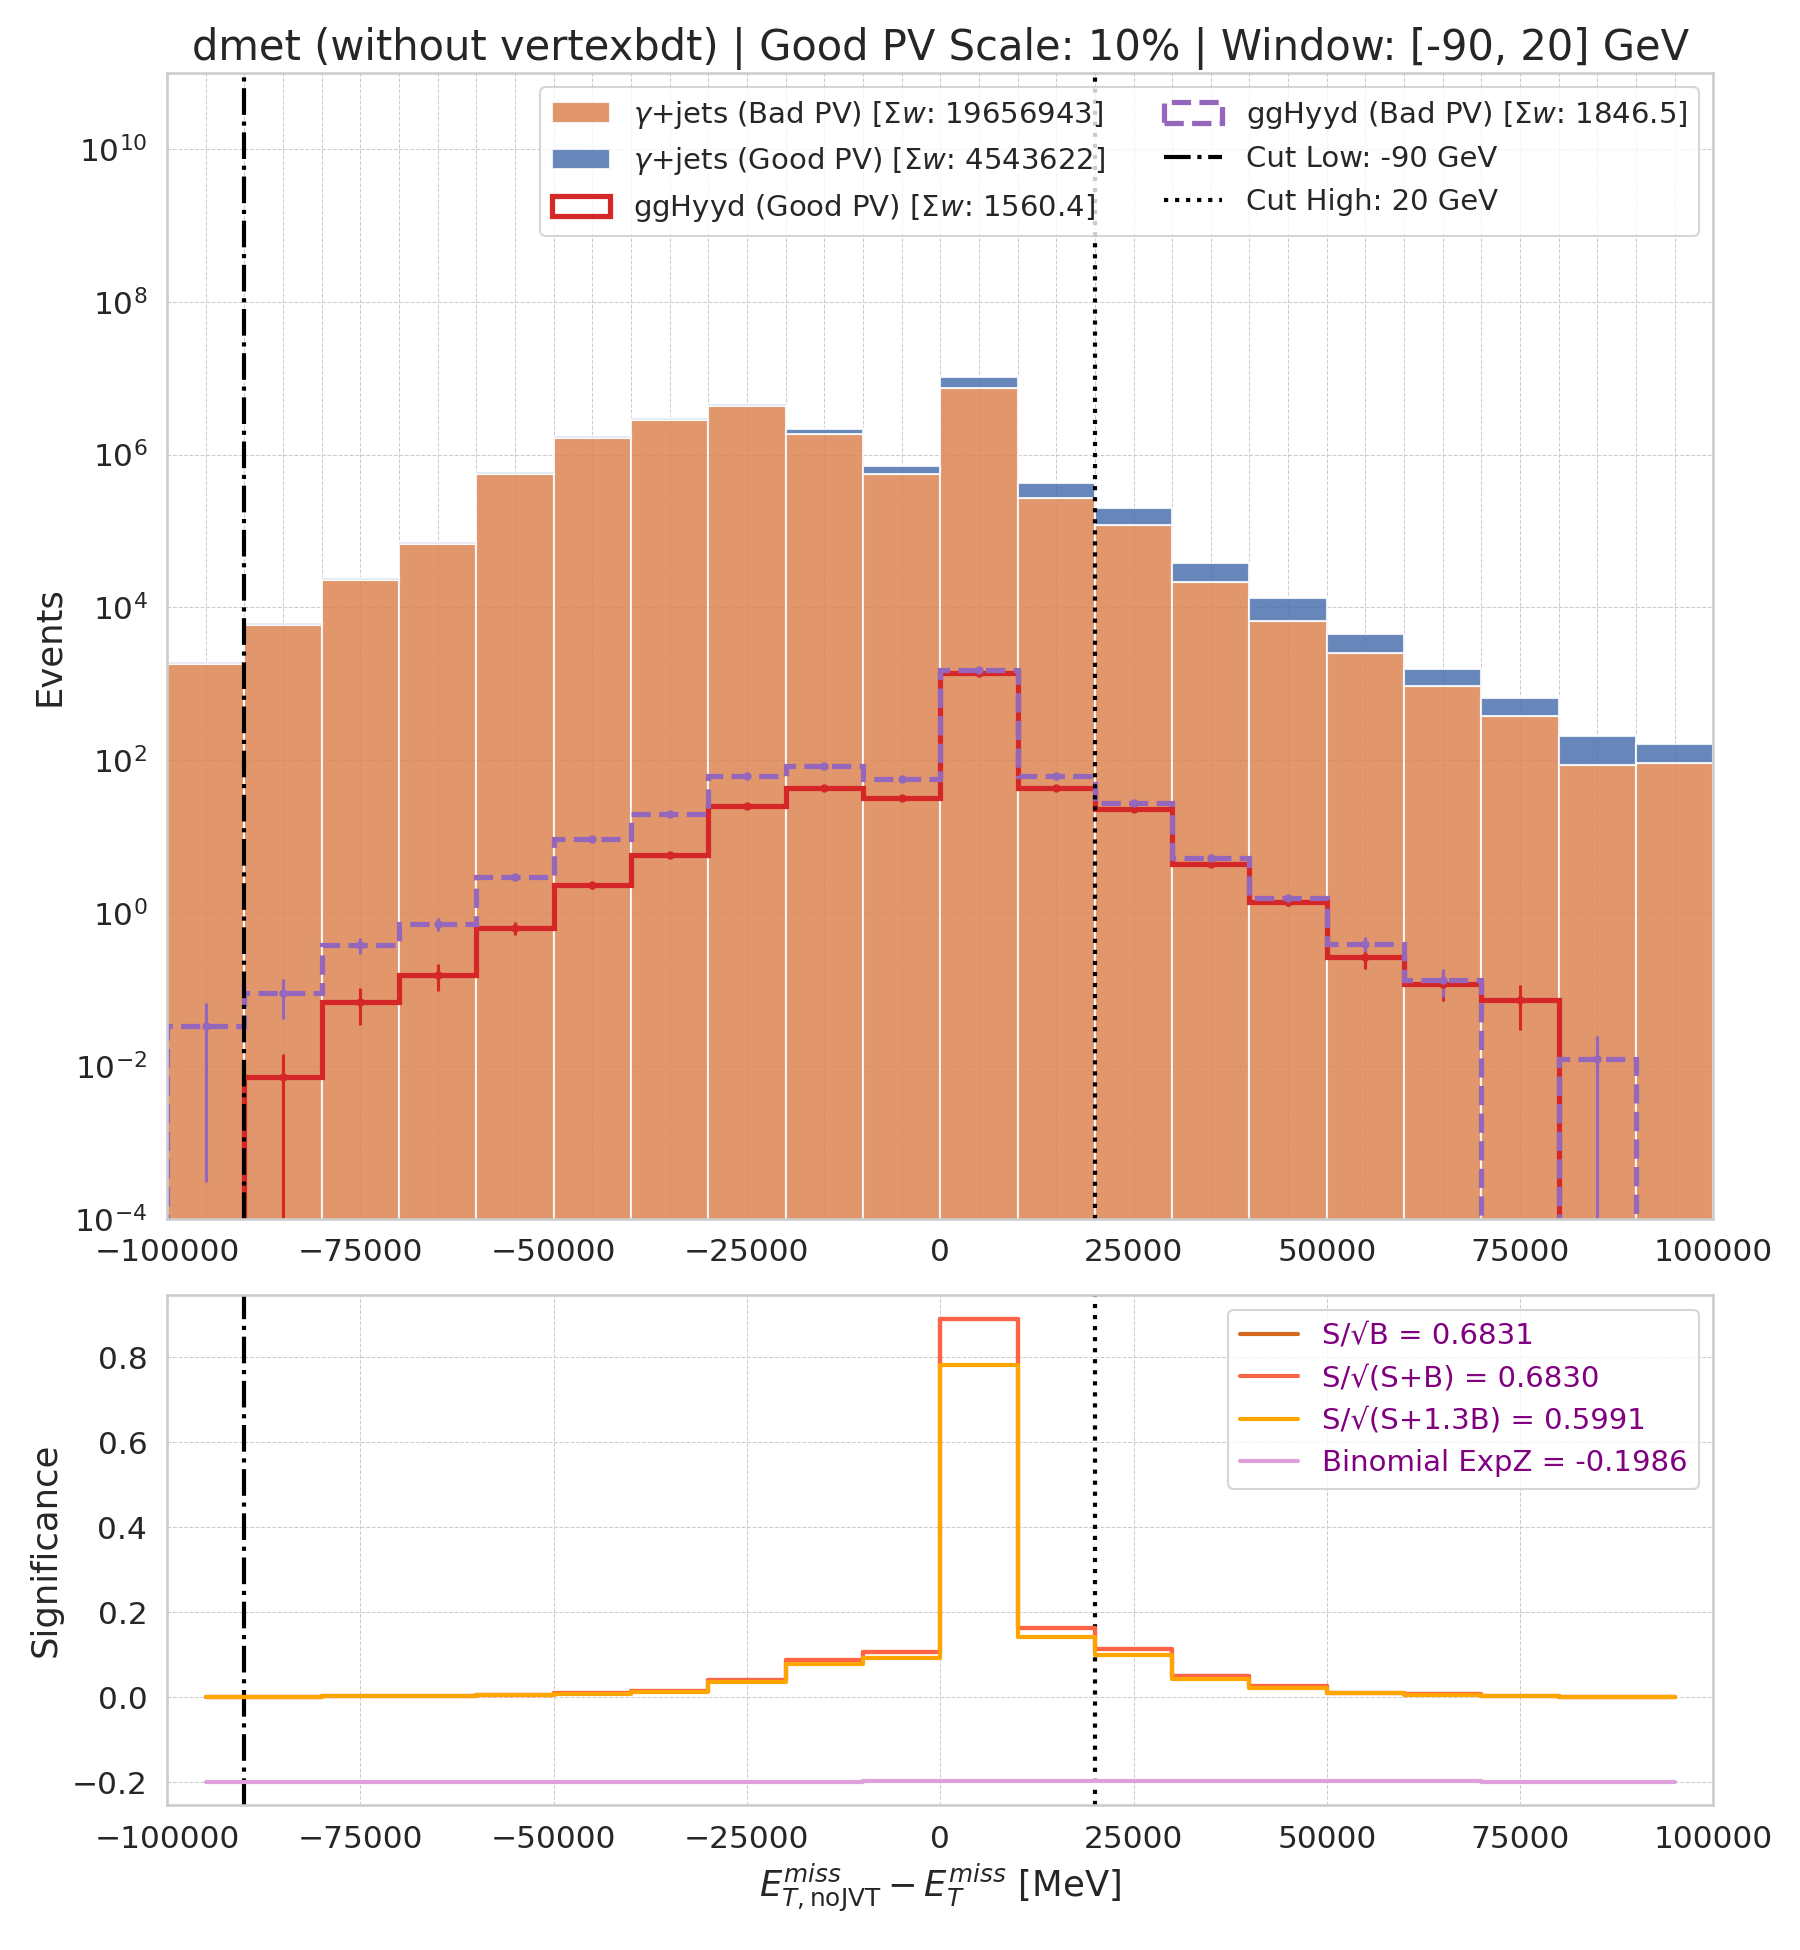 dmet (without vertexbdt) | Good PV Scale: 10% | Window: [-90, 20] GeV
γ+jets (Bad PV) [Σw: 19656943]
γ+jets (Good PV) [Σw: 4543622]
ggHyyd (Good PV) [Σw: 1560.4]
ggHyyd (Bad PV) [Σw: 1846.5]
Cut Low: -90 GeV
Cut High: 20 GeV
Events
10^10
10^8
10^6
10^4
10^2
10^0
10^−2
10^−4
−100000 −75000 −50000 −25000 0 25000 50000 75000 100000
S/√B = 0.6831
S/√(S+B) = 0.6830
S/√(S+1.3B) = 0.5991
Binomial ExpZ = -0.1986
Significance
0.8
0.6
0.4
0.2
0.0
−0.2
−100000 −75000 −50000 −25000 0 25000 50000 75000 100000
E_{T, noJVT}^{miss} − E_T^{miss} [MeV]